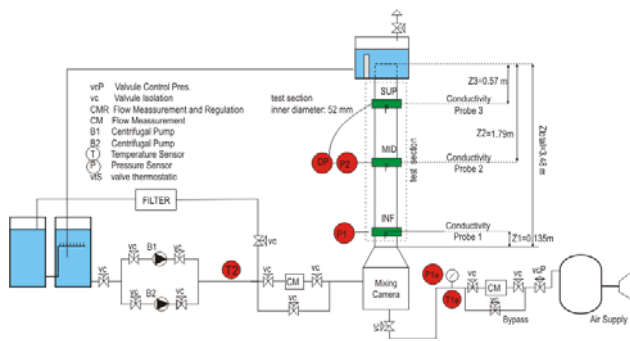 vcP Valvule Control Pres.
vc Valvule Isolation
CMR Flow Measurement and Regulation
CM Flow Measurement
B1 Centrifugal Pump
B2 Centrifugal Pump
T Temperature Sensor
P Pressure Sensor
vtS valve thermostatic
test section
inner diameter: 52 mm
SUP
MID
INF
DP
P2
P1
Conductivity
Probe 3
Conductivity
Probe 2
Conductivity
Probe 1
test section
Z3=0.57 m
Z2=1.79m
Ztotal=3.48 m
Z1=0.135m
FILTER
vc
vc
vc
B1
vc
vc
B2
vc
T2
vc
CM
vc
vc
Mixing
Camera
vc
P1a
T1a
vc
CM
vc
vcP
vc
Bypass
Air Supply